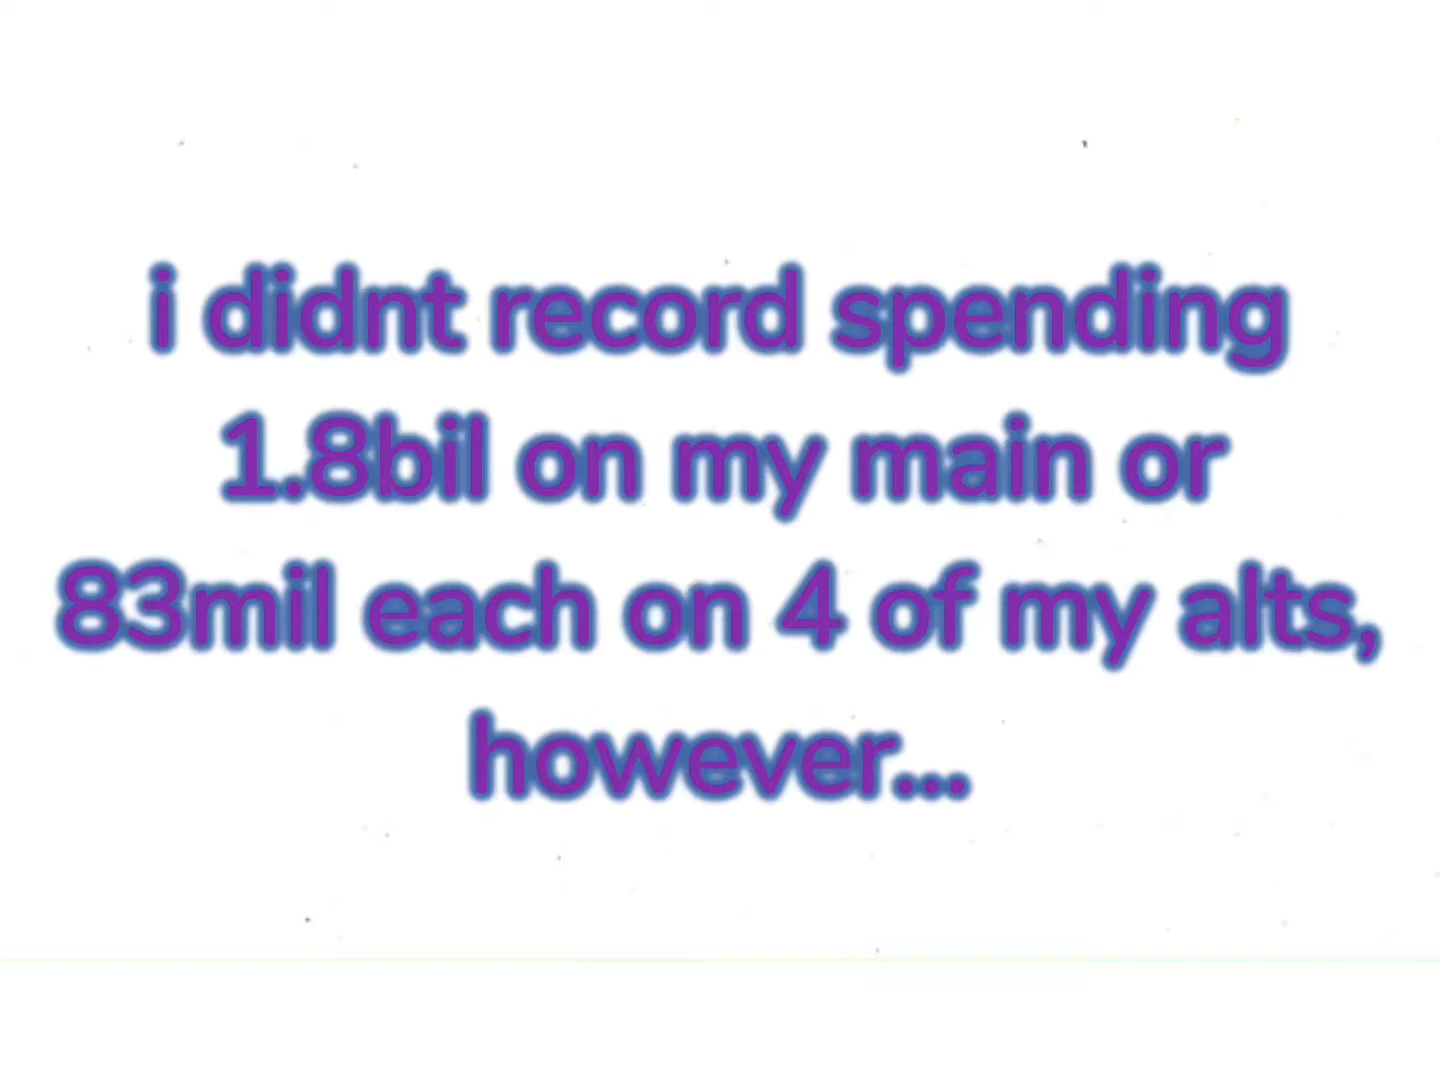 i didnt record spending
1.8bil on my main or
83mil each on 4 of my alts,
however...